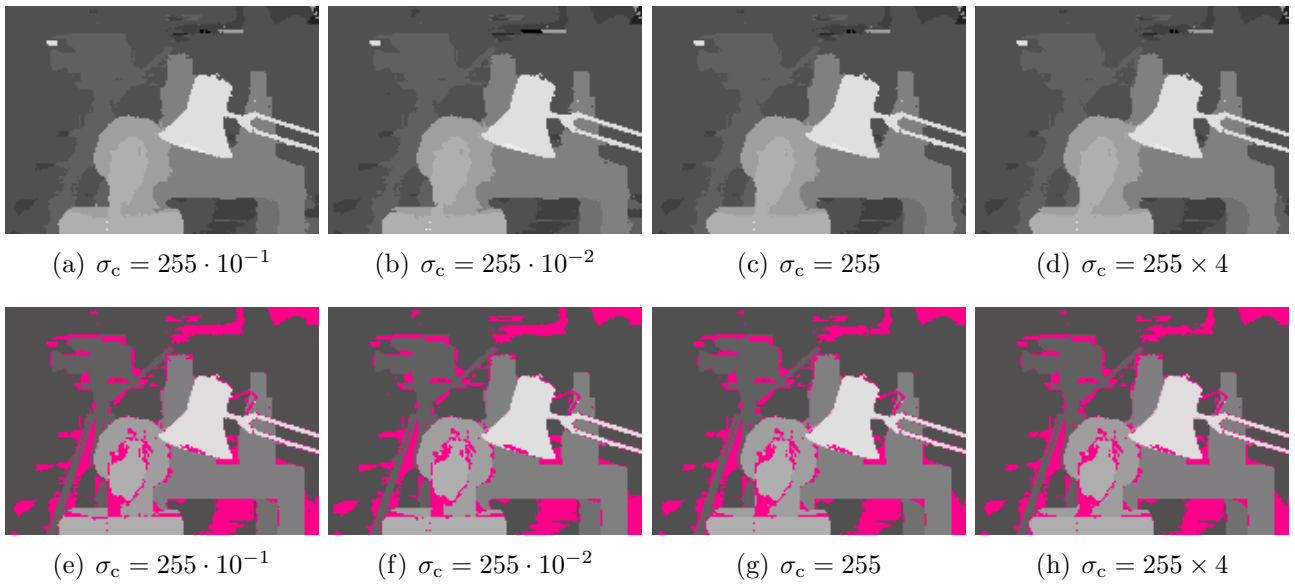 (a) σc = 255 · 10⁻¹ (b) σc = 255 · 10⁻² (c) σc = 255 (d) σc = 255 × 4
(e) σc = 255 · 10⁻¹ (f) σc = 255 · 10⁻² (g) σc = 255 (h) σc = 255 × 4